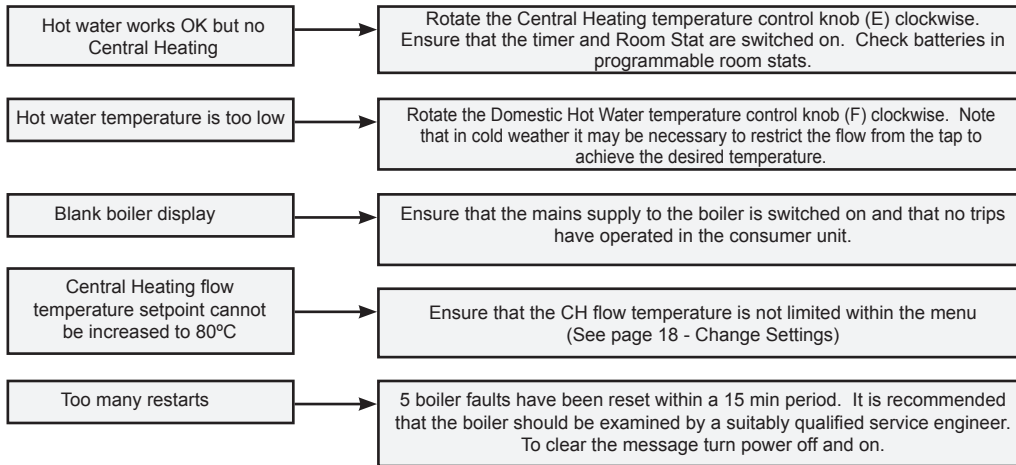 Hot water works OK but no
Central Heating
Rotate the Central Heating temperature control knob (E) clockwise.
Ensure that the timer and Room Stat are switched on.  Check batteries in
programmable room stats.
Hot water temperature is too low
Rotate the Domestic Hot Water temperature control knob (F) clockwise.  Note
that in cold weather it may be necessary to restrict the flow from the tap to
achieve the desired temperature.
Blank boiler display
Ensure that the mains supply to the boiler is switched on and that no trips
have operated in the consumer unit.
Central Heating flow
temperature setpoint cannot
be increased to 80ºC
Ensure that the CH flow temperature is not limited within the menu
(See page 18 - Change Settings)
Too many restarts
5 boiler faults have been reset within a 15 min period.  It is recommended
that the boiler should be examined by a suitably qualified service engineer.
To clear the message turn power off and on.